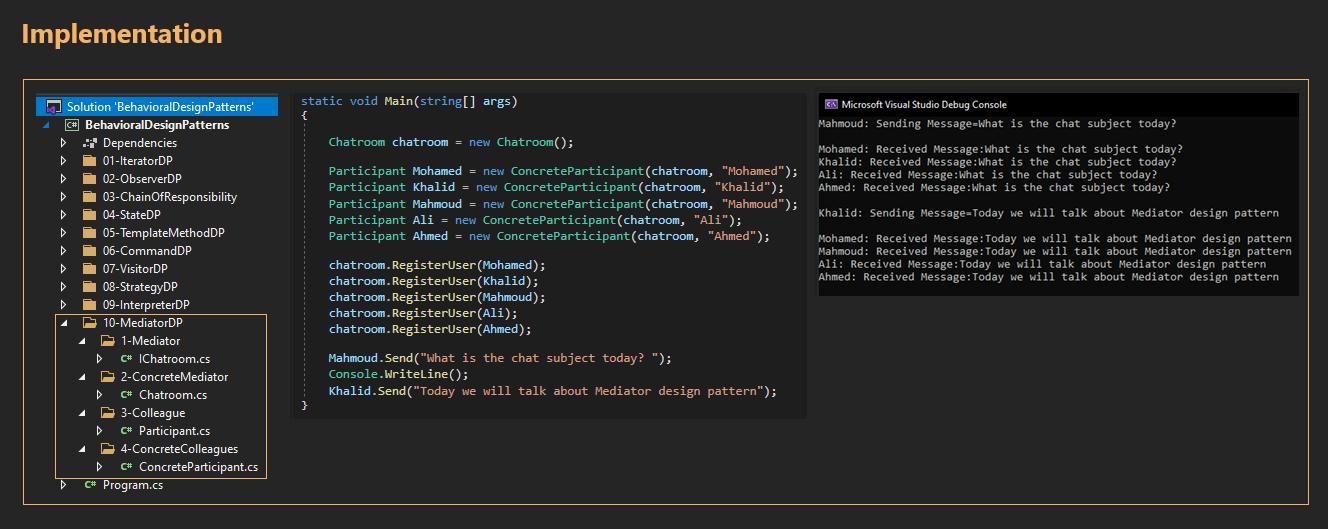 Implementation
Solution 'BehavioralDesignPatterns'
C# BehavioralDesignPatterns
Dependencies
01-IteratorDP
02-ObserverDP
03-ChainOfResponsibility
04-StateDP
05-TemplateMethodDP
06-CommandDP
07-VisitorDP
08-StrategyDP
09-InterpreterDP
10-MediatorDP
1-Mediator
C# IChatroom.cs
2-ConcreteMediator
C# Chatroom.cs
3-Colleague
C# Participant.cs
4-ConcreteColleagues
C# ConcreteParticipant.cs
C# Program.cs
static void Main(string[] args)
{
Chatroom chatroom = new Chatroom();
Participant Mohamed = new ConcreteParticipant(chatroom, "Mohamed");
Participant Khalid = new ConcreteParticipant(chatroom, "Khalid");
Participant Mahmoud = new ConcreteParticipant(chatroom, "Mahmoud");
Participant Ali = new ConcreteParticipant(chatroom, "Ali");
Participant Ahmed = new ConcreteParticipant(chatroom, "Ahmed");
chatroom.RegisterUser(Mohamed);
chatroom.RegisterUser(Khalid);
chatroom.RegisterUser(Mahmoud);
chatroom.RegisterUser(Ali);
chatroom.RegisterUser(Ahmed);
Mahmoud.Send("What is the chat subject today? ");
Console.WriteLine();
Khalid.Send("Today we will talk about Mediator design pattern");
}
Microsoft Visual Studio Debug Console
Mahmoud: Sending Message=What is the chat subject today?
Mohamed: Received Message:What is the chat subject today?
Khalid: Received Message:What is the chat subject today?
Ali: Received Message:What is the chat subject today?
Ahmed: Received Message:What is the chat subject today?
Khalid: Sending Message=Today we will talk about Mediator design pattern
Mohamed: Received Message:Today we will talk about Mediator design pattern
Mahmoud: Received Message:Today we will talk about Mediator design pattern
Ali: Received Message:Today we will talk about Mediator design pattern
Ahmed: Received Message:Today we will talk about Mediator design pattern